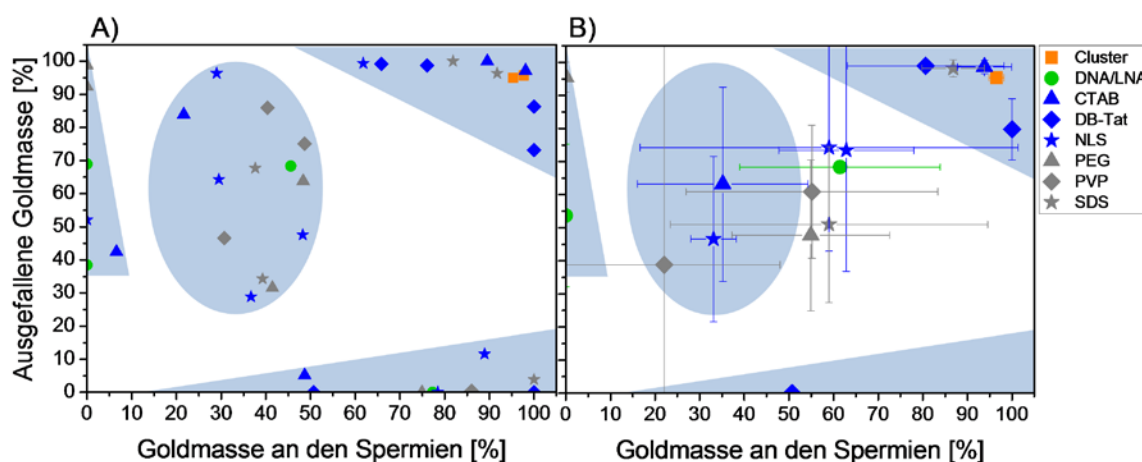 A)
B)
Ausgefallene Goldmasse [%]
100
90
80
70
60
50
40
30
20
10
0
0 10 20 30 40 50 60 70 80 90 100
0 10 20 30 40 50 60 70 80 90 100
Goldmasse an den Spermien [%]
Goldmasse an den Spermien [%]
Cluster
DNA/LNA
CTAB
DB-Tat
NLS
PEG
PVP
SDS